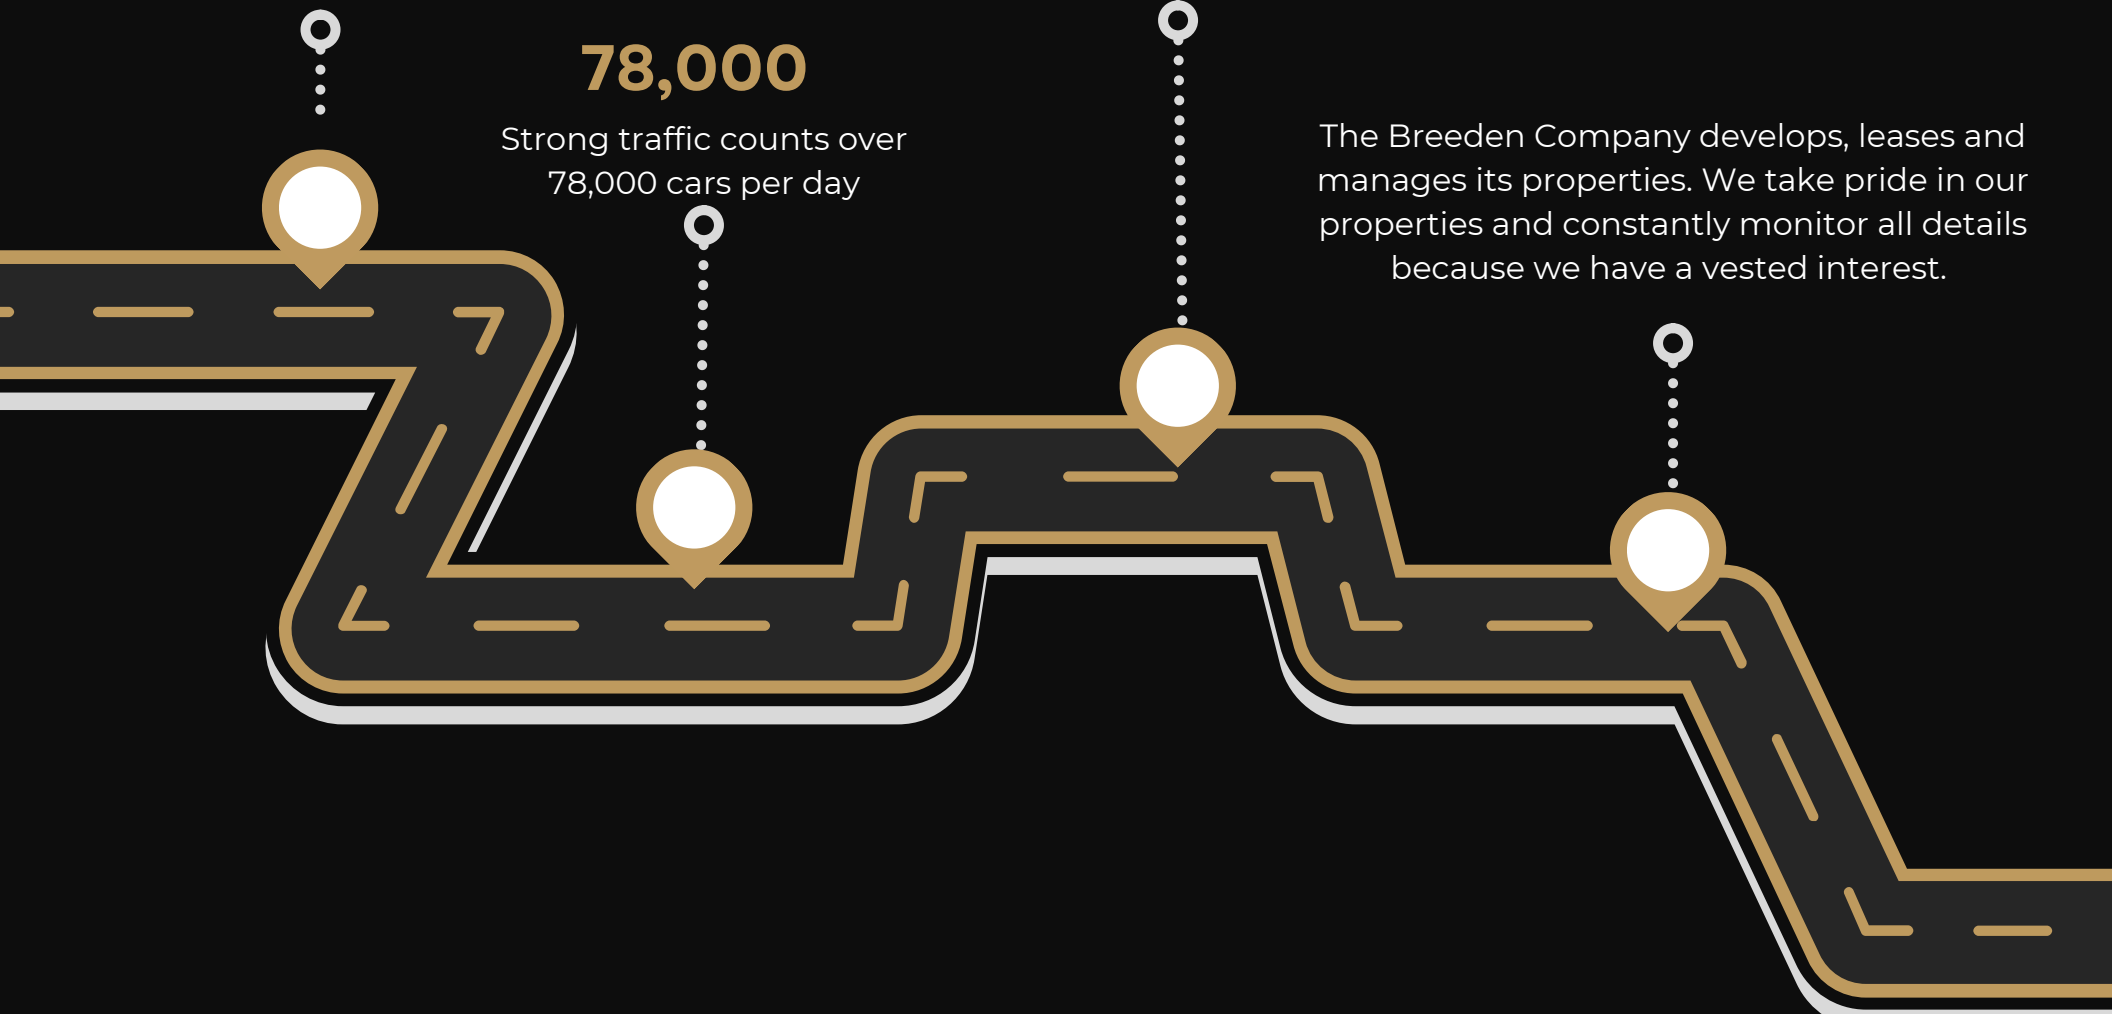 78,000
Strong traffic counts over
78,000 cars per day
The Breeden Company develops, leases and
manages its properties. We take pride in our
properties and constantly monitor all details
because we have a vested interest.